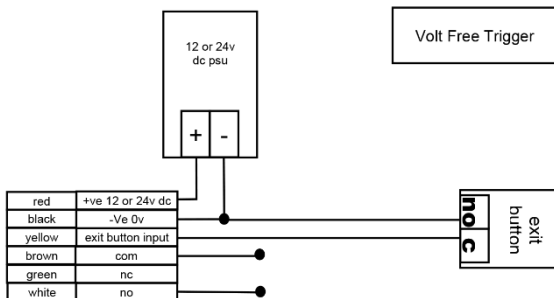 12 or 24v
dc psu
+ -
Volt Free Trigger
red +ve 12 or 24v dc
black -Ve 0v
yellow exit button input
brown com
green nc
white no
no
c
exit
button